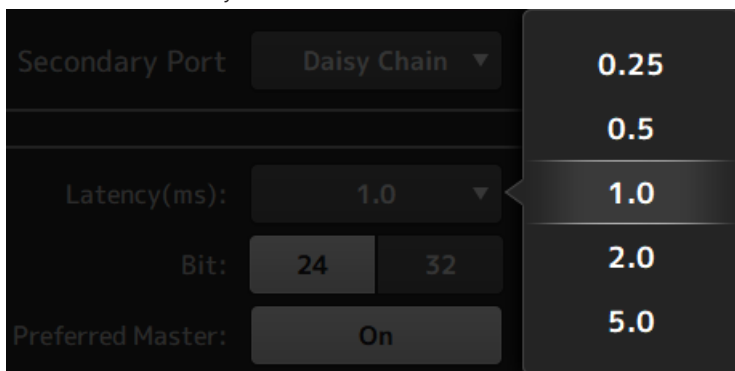 Secondary Port Daisy Chain
Latency(ms): 1.0
Bit: 24 32
Preferred Master: On
0.25
0.5
1.0
2.0
5.0